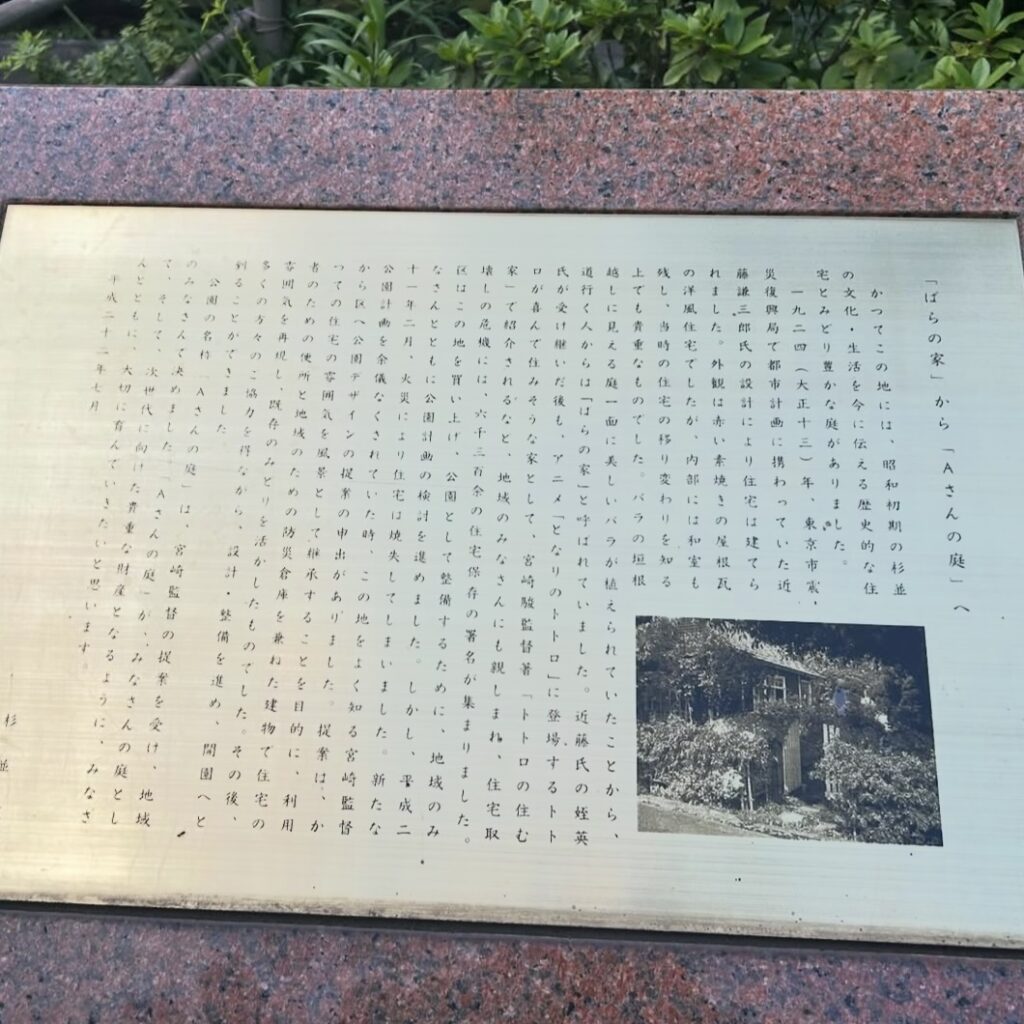 「ばらの家」から「Aさんの庭」へ
かつてこの地には、昭和初期の杉並
の文化・生活を今に伝える歴史的な住
宅とみどり豊かな庭がありました。
一九二四(大正十三)年、東京市震
災復興局で都市計画に携わっていた近
藤謙三郎氏の設計により住宅は建てら
れました。外観は赤い素焼きの屋根瓦
の洋風住宅でしたが、内部には和室も
残し、当時の住宅の移り変わりを知る
上でも貴重なものでした。バラの垣根
越しに見える庭一面に美しいバラが植えられていたことから、
道行く人からは「ばらの家」と呼ばれていました。近藤氏の姪英
氏が受け継いだ後も、アニメ「となりのトトロ」に登場するトト
ロが喜んで住みそうな家として、宮崎駿監督著「トトロの住む
家」で紹介されるなど、地域のみなさんにも親しまれ、住宅取
壊しの危機には、六千三百余の住宅保存の署名が集まりました。
区はこの地を買い上げ、公園として整備するために、地域のみ
なさんとともに公園計画の検討を進めました。しかし、平成二
十一年二月、火災により住宅は焼失してしまいました。新たな
公園計画を余儀なくされていた時、この地をよく知る宮崎監督
から区へ公園デザインの提案の申出がありました。提案は、か
つての住宅の雰囲気を風景として継承することを目的に、利用
者のための便所と地域のための防災倉庫を兼ねた建物で住宅の
雰囲気を再現し、既存のみどりを活かしたものでした。その後、
多くの方々のご協力を得ながら、設計・整備を進め、開園へと
到ることができました。
公園の名称「Aさんの庭」は、宮崎監督の提案を受け、地域
のみなさんで決めました。「Aさんの庭」が、みなさんの庭とし
て、そして、次世代に向けた貴重な財産となるように、みなさ
んとともに、大切に育んでいきたいと思います。
平成二十二年七月
杉並